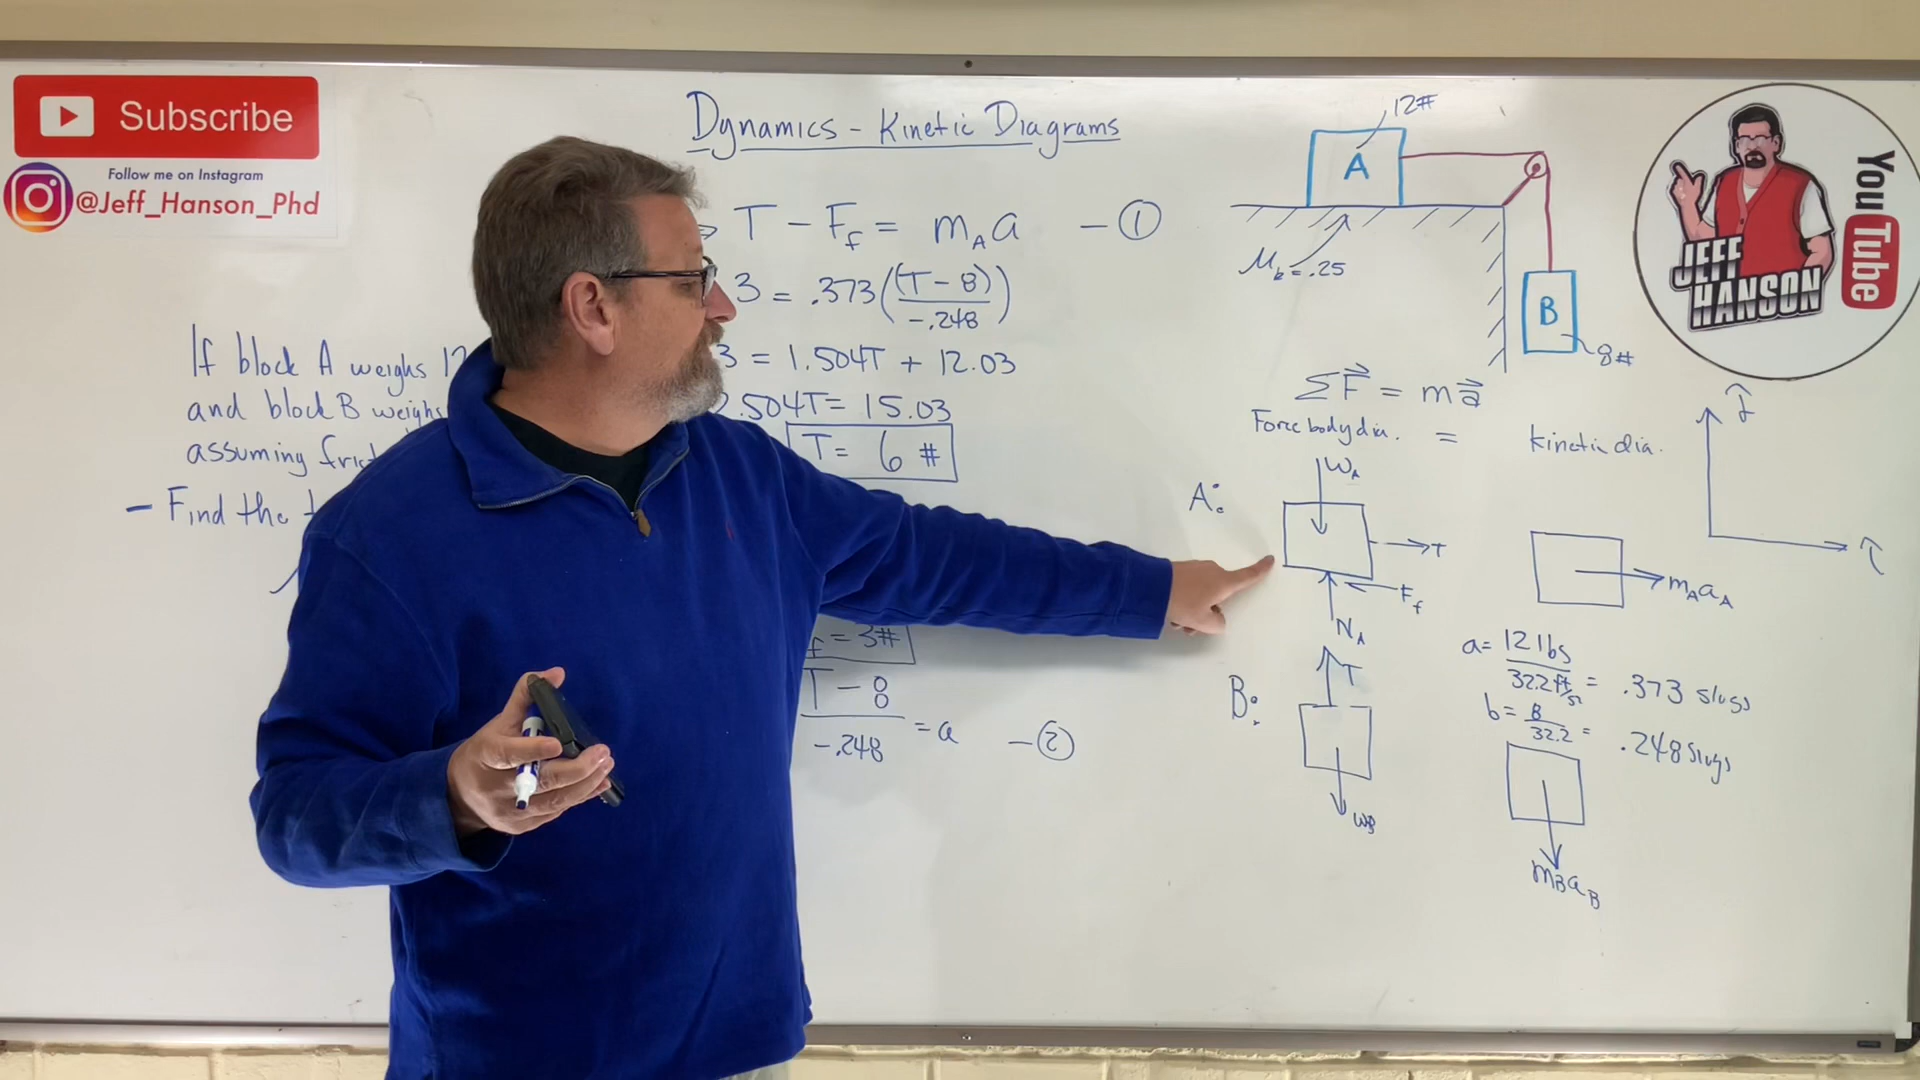 Subscribe
Follow me on Instagram
@Jeff_Hanson_Phd
Dynamics - Kinetic Diagrams
T - Ff = mAa - ①
3 = .373((T - 8)/-.248)
3 = 1.504T + 12.03
2.504T = 15.03
T = 6 #
f = 3#
T - 8
-.248 = a - ②
If block A weighs 12
and block B weighs
assuming frict
- Find the t
12#
A
μk = .25
B
8#
YouTube
JEFF
HANSON
ΣF⃗ = ma⃗
Force body dia. = kinetic dia.
ĵ
î
A:
WA
T
Ff
NA
mAaA
a = 12 lbs
32.2 ft/s² = .373 slugs
b = 8
32.2 = .248 slugs
B:
T
WB
mBaB